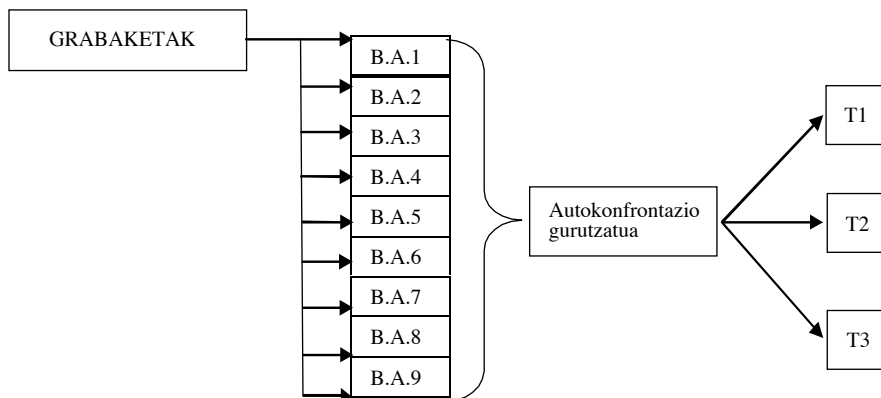 GRABAKETAK
B.A.1
B.A.2
B.A.3
B.A.4
B.A.5
B.A.6
B.A.7
B.A.8
B.A.9
Autokonfrontazio
gurutzatua
T1
T2
T3